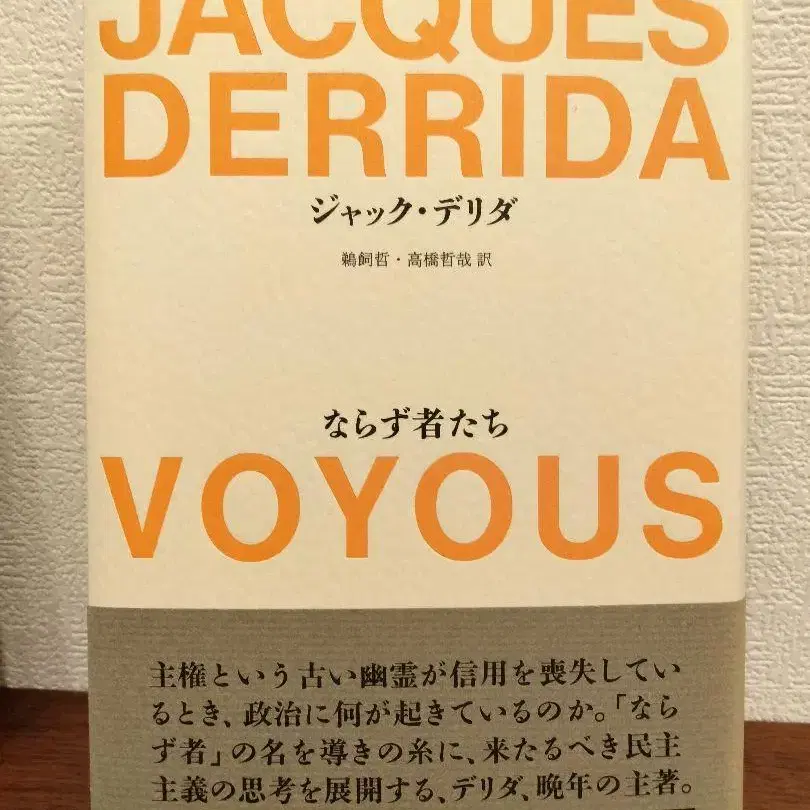 JACQUES
DERRIDA
ジャック・デリダ
鵜飼哲・高橋哲哉 訳
ならず者たち
VOYOUS
主権という古い幽霊が信用を喪失してい
るとき、政治に何が起きているのか。「なら
ず者」の名を導きの糸に、来たるべき民主
主義の思考を展開する、デリダ、晩年の主著。